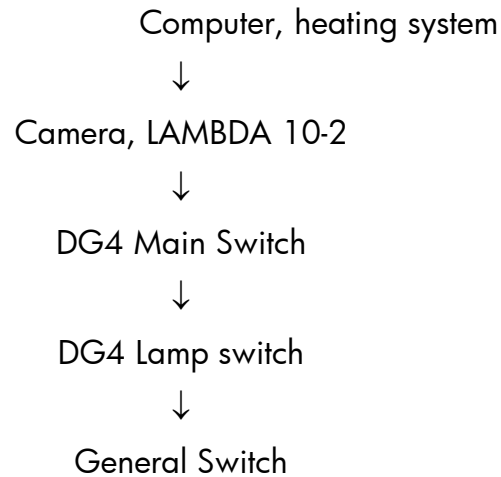 Computer, heating system
↓
Camera, LAMBDA 10-2
↓
DG4 Main Switch
↓
DG4 Lamp switch
↓
General Switch